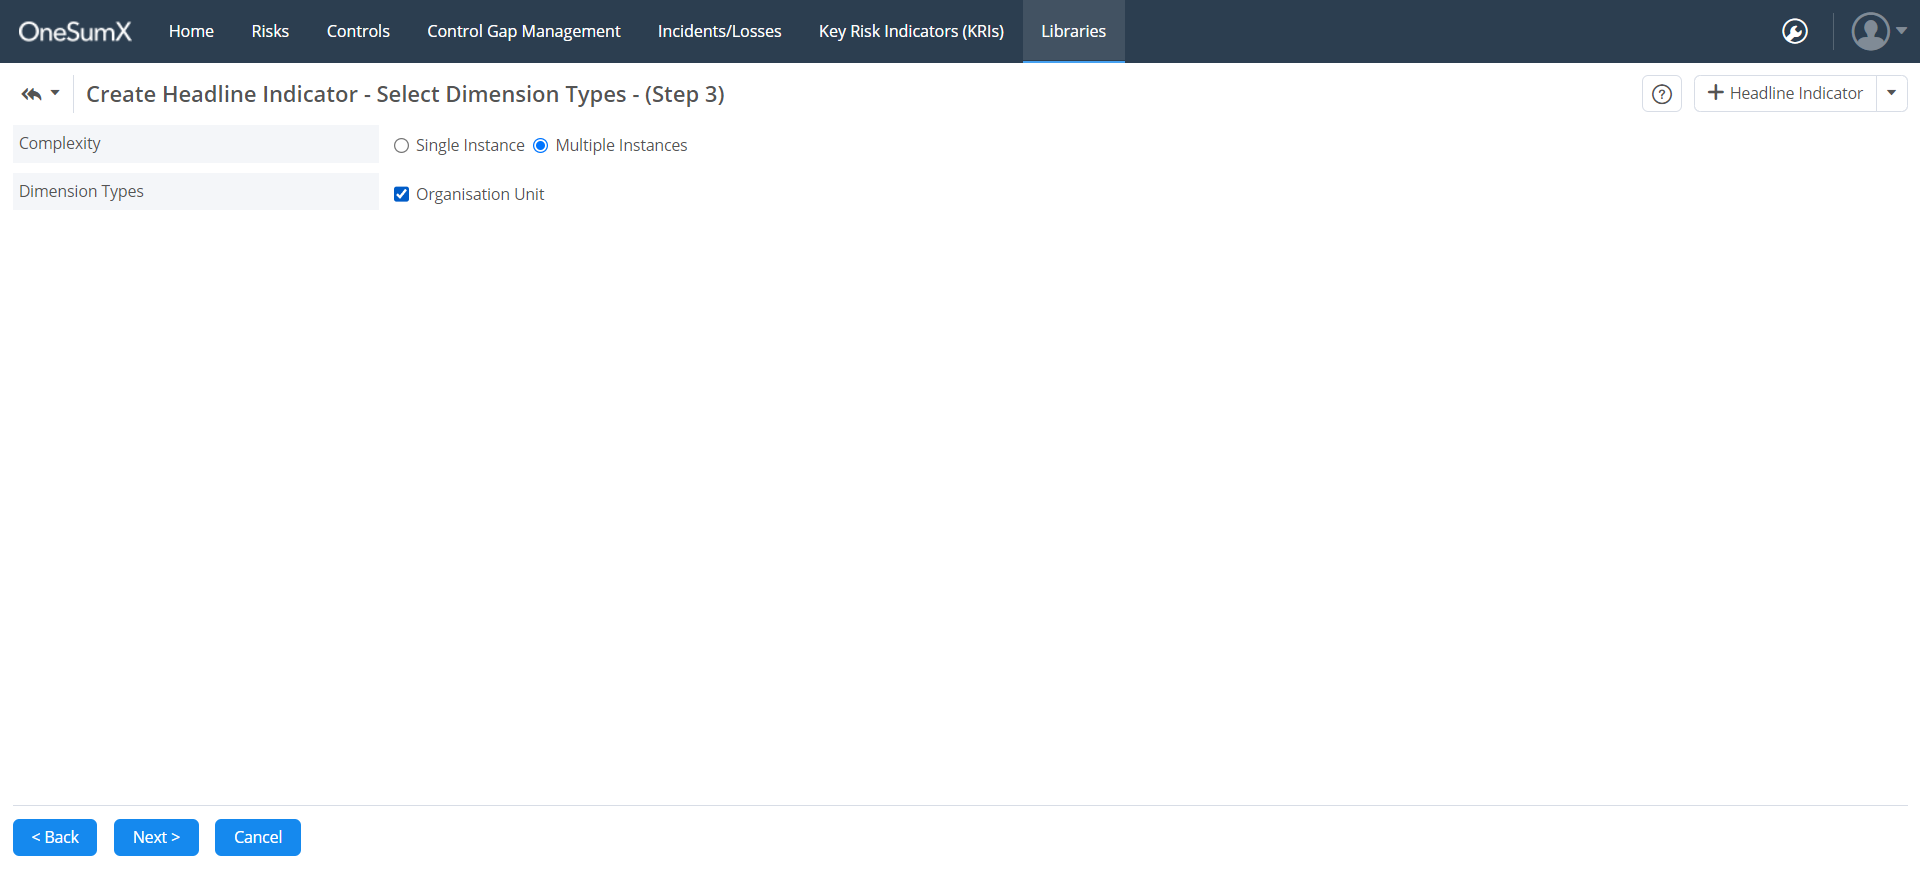 OneSumX Home Risks Controls Control Gap Management Incidents/Losses Key Risk Indicators (KRIs) Libraries
Create Headline Indicator - Select Dimension Types - (Step 3)
? + Headline Indicator
Complexity Single Instance Multiple Instances
Dimension Types Organisation Unit
< Back Next > Cancel